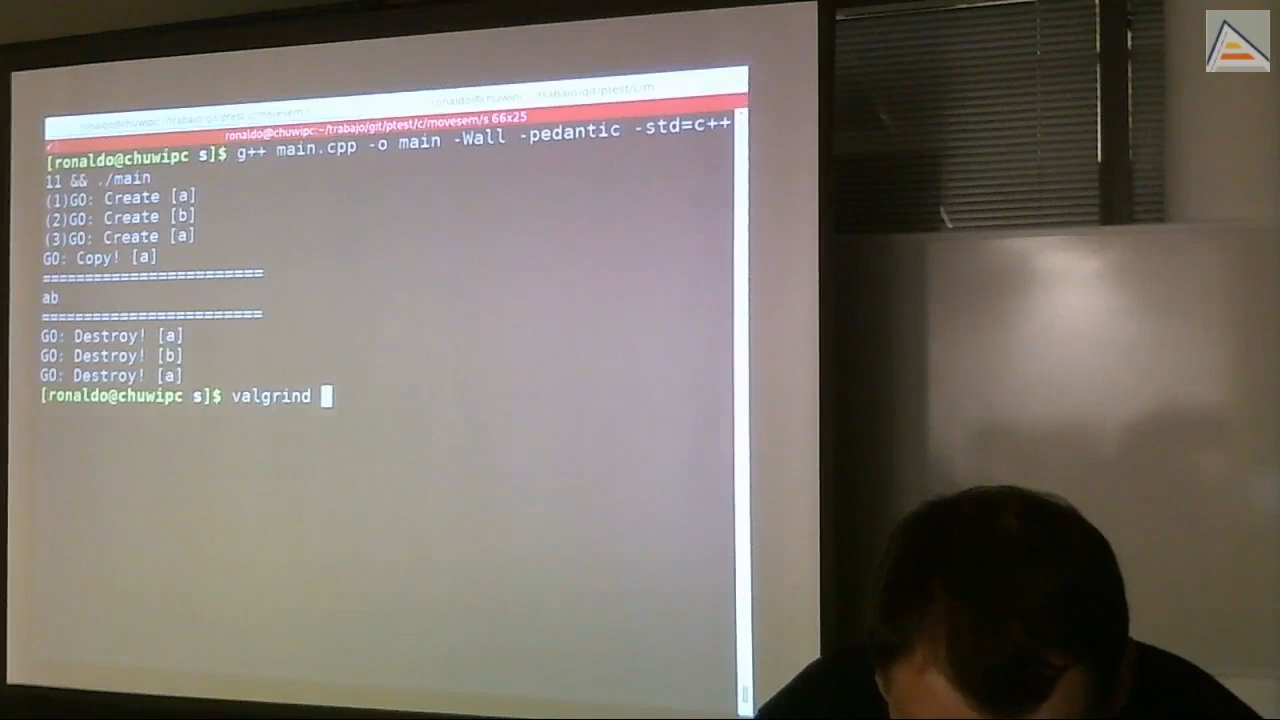 ronaldo@chuwipc:~/trabajo/git/ptest/c/movesem/s 66x25
[ronaldo@chuwipc s]$ g++ main.cpp -o main -Wall -pedantic -std=c++
11 && ./main
(1)GO: Create [a]
(2)GO: Create [b]
(3)GO: Create [a]
GO: Copy! [a]
===========================
ab
===========================
GO: Destroy! [a]
GO: Destroy! [b]
GO: Destroy! [a]
[ronaldo@chuwipc s]$ valgrind